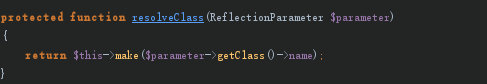 protected function resolveClass(ReflectionParameter $parameter)
{
return $this->make($parameter->getClass()->name);
}